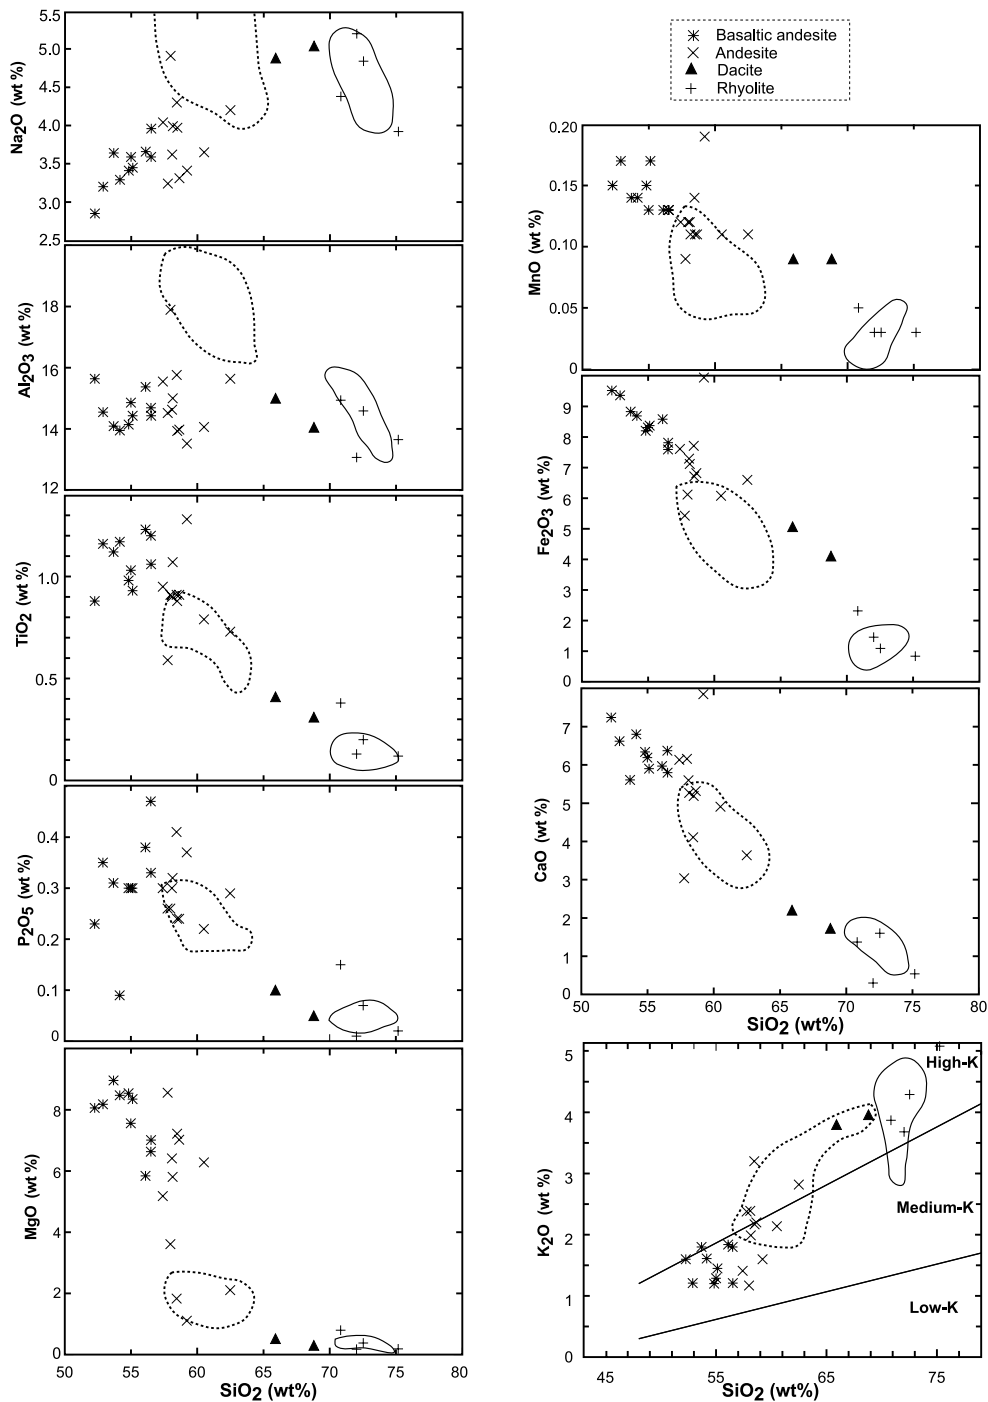 5.5
5.0
4.5
4.0
3.5
3.0
2.5
Na2O (wt %)
18
16
14
12
Al2O3 (wt %)
1.0
0.5
0
TiO2 (wt %)
0.4
0.3
0.2
0.1
0
P2O5 (wt %)
8
6
4
2
0
MgO (wt %)
50 55 60 65 70 75 80
SiO2 (wt%)
Basaltic andesite
Andesite
Dacite
Rhyolite
0.20
0.15
0.10
0.05
0
MnO (wt %)
9
8
7
6
5
4
3
2
1
0
Fe2O3 (wt %)
7
6
5
4
3
2
1
0
CaO (wt %)
50 55 60 65 70 75 80
SiO2 (wt%)
5
4
3
2
1
0
K2O (wt %)
High-K
Medium-K
Low-K
45 55 65 75
SiO2 (wt%)